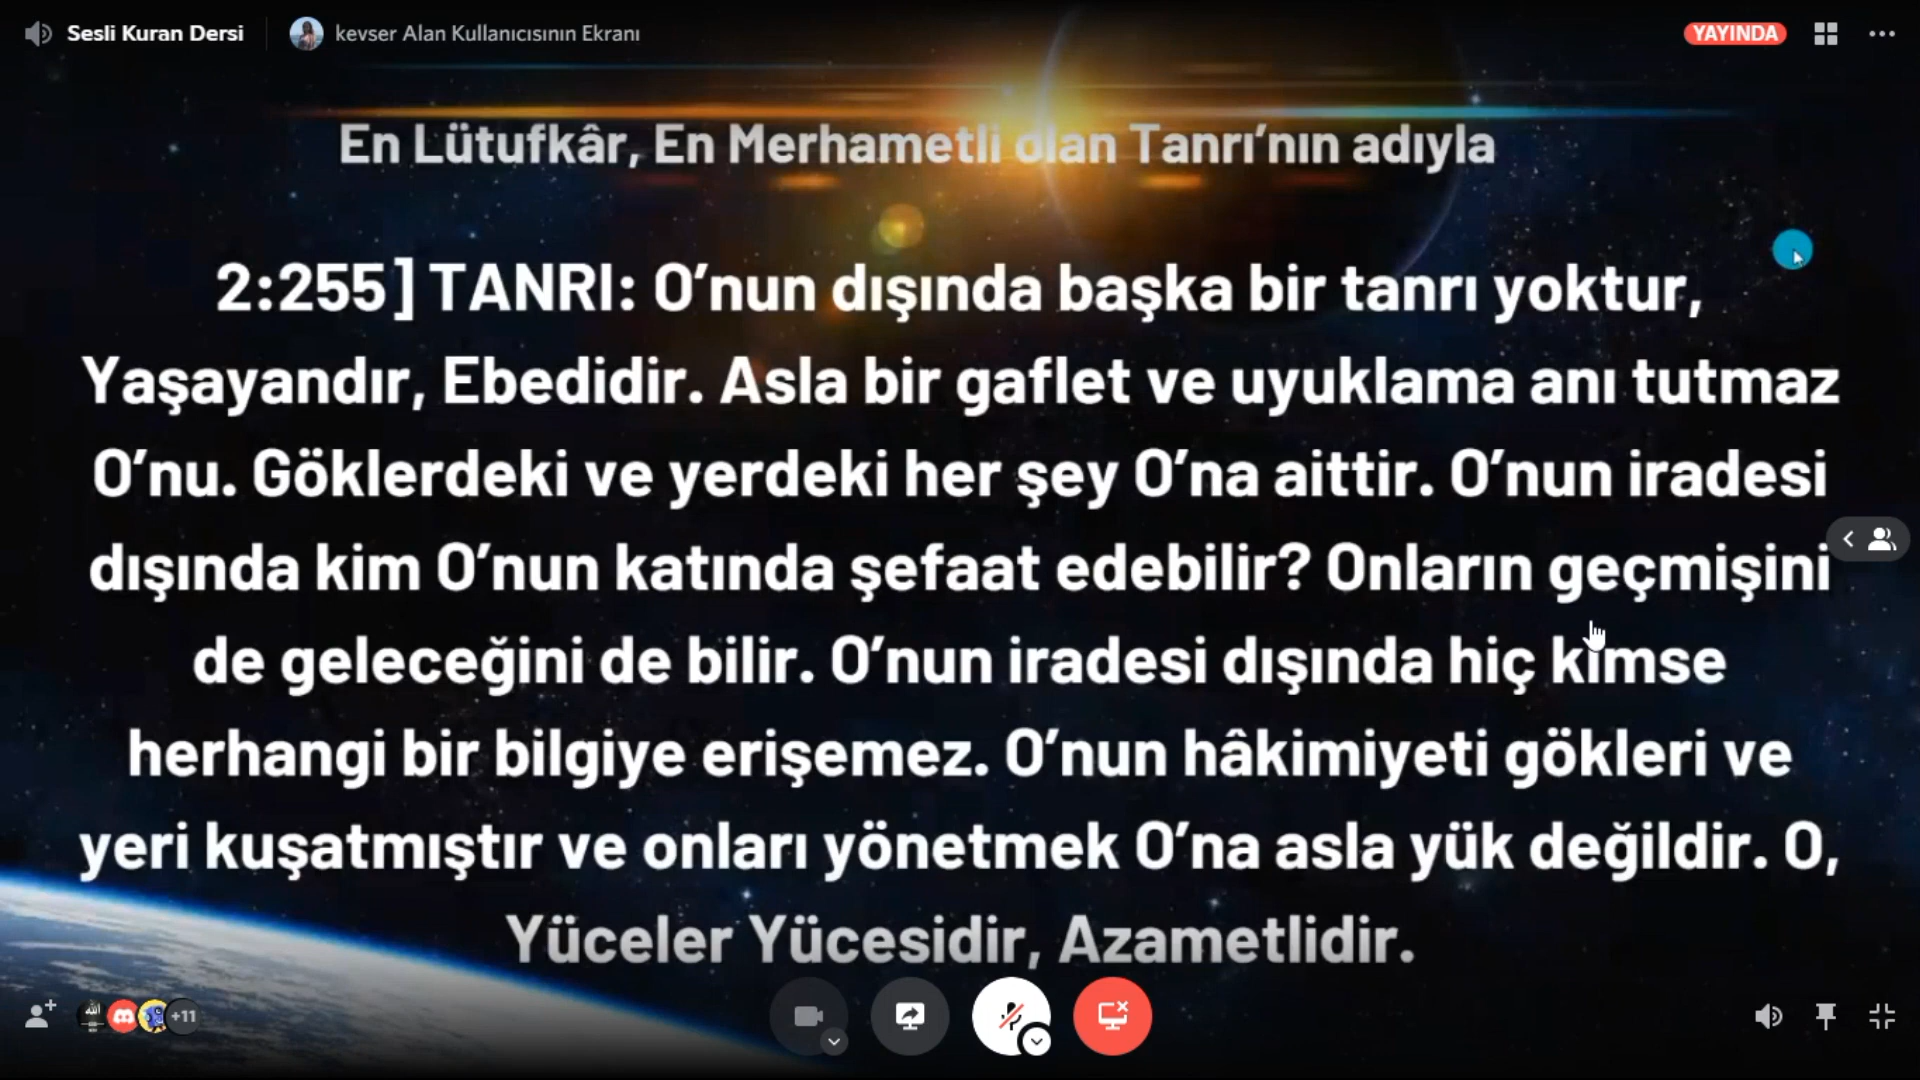 Sesli Kuran Dersi
kevser Alan Kullanıcısının Ekranı
YAYINDA
En Lütufkâr, En Merhametli olan Tanrı’nın adıyla
2:255] TANRI: O’nun dışında başka bir tanrı yoktur,
Yaşayandır, Ebedidir. Asla bir gaflet ve uyuklama anı tutmaz
O’nu. Göklerdeki ve yerdeki her şey O’na aittir. O’nun iradesi
dışında kim O’nun katında şefaat edebilir? Onların geçmişini
de geleceğini de bilir. O’nun iradesi dışında hiç kimse
herhangi bir bilgiye erişemez. O’nun hâkimiyeti gökleri ve
yeri kuşatmıştır ve onları yönetmek O’na asla yük değildir. O,
Yüceler Yücesidir, Azametlidir.
+11